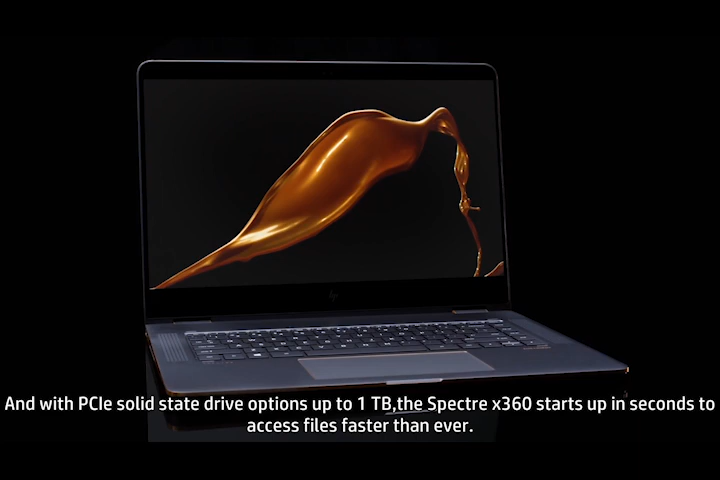 hp
And with PCIe solid state drive options up to 1 TB,the Spectre x360 starts up in seconds to
access files faster than ever.